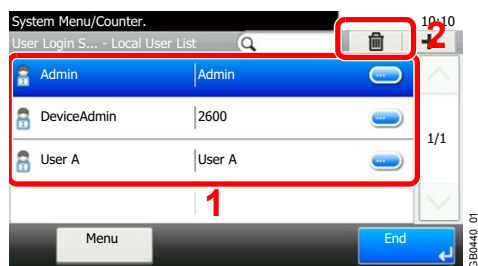 System Menu/Counter. 10:10
User Login S... - Local User List
2
Admin Admin
DeviceAdmin 2600
User A User A
1/1
1
Menu End
GB0440_01